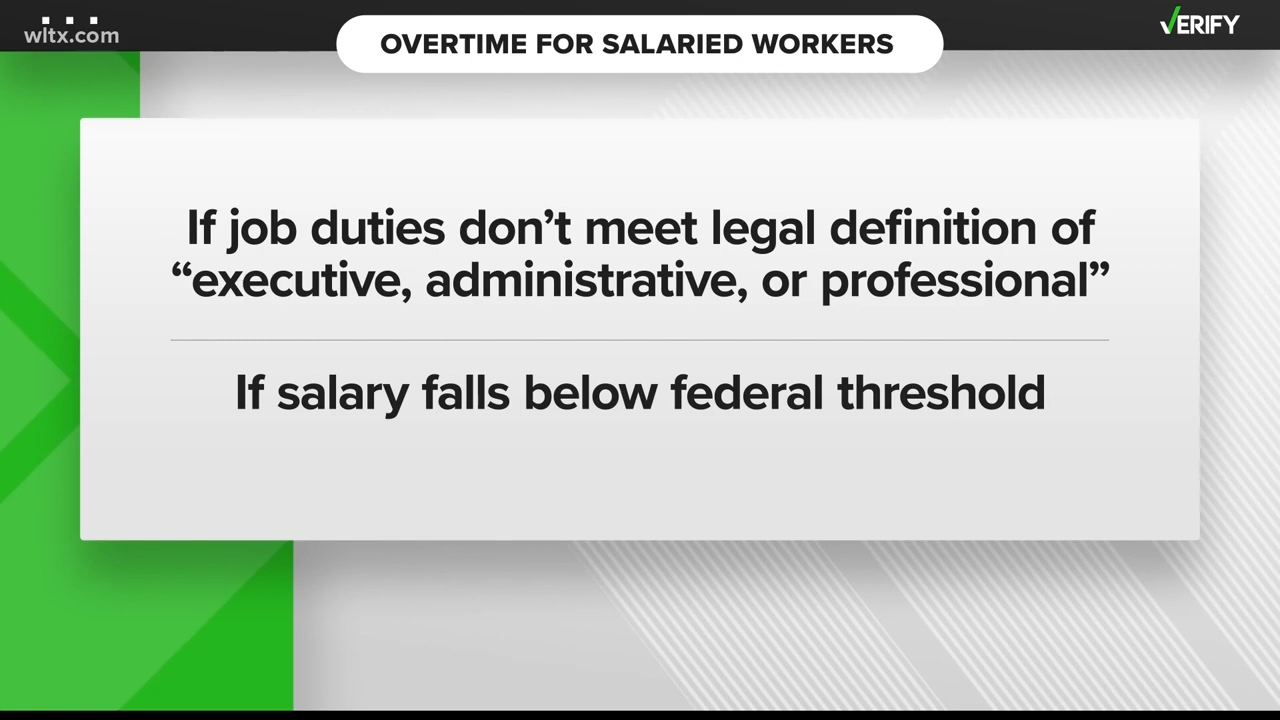 wltx.com
OVERTIME FOR SALARIED WORKERS
VERIFY
If job duties don’t meet legal definition of
“executive, administrative, or professional”
If salary falls below federal threshold